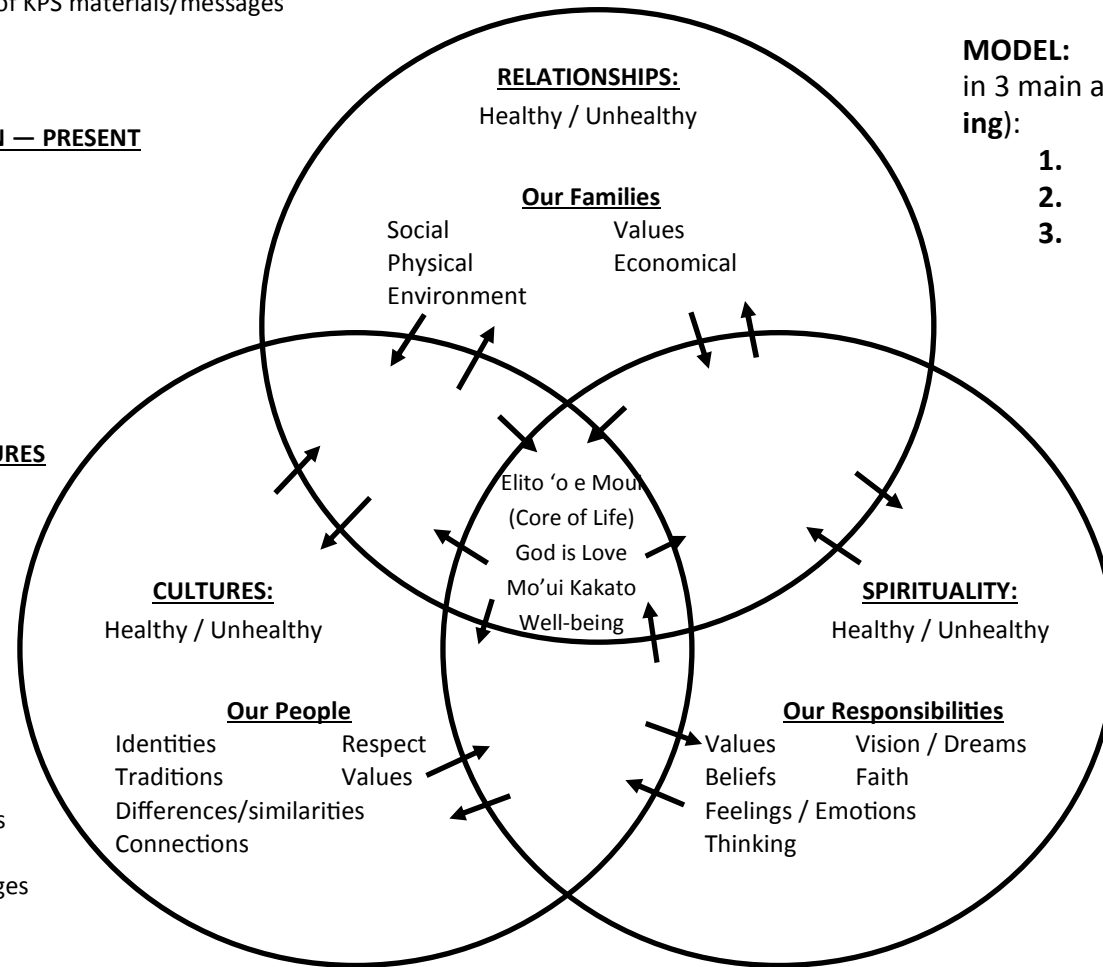 of KPS materials/messages
MODEL:
in 3 main a
ing):
1.
2.
3.
N — PRESENT
URES
s
ges
RELATIONSHIPS:
Healthy / Unhealthy
Our Families
Social Values
Physical Economical
Environment
Elito ‘o e Moui
(Core of Life)
God is Love
Mo’ui Kakato
Well-being
CULTURES:
Healthy / Unhealthy
Our People
Identities Respect
Traditions Values
Differences/similarities
Connections
SPIRITUALITY:
Healthy / Unhealthy
Our Responsibilities
Values Vision / Dreams
Beliefs Faith
Feelings / Emotions
Thinking